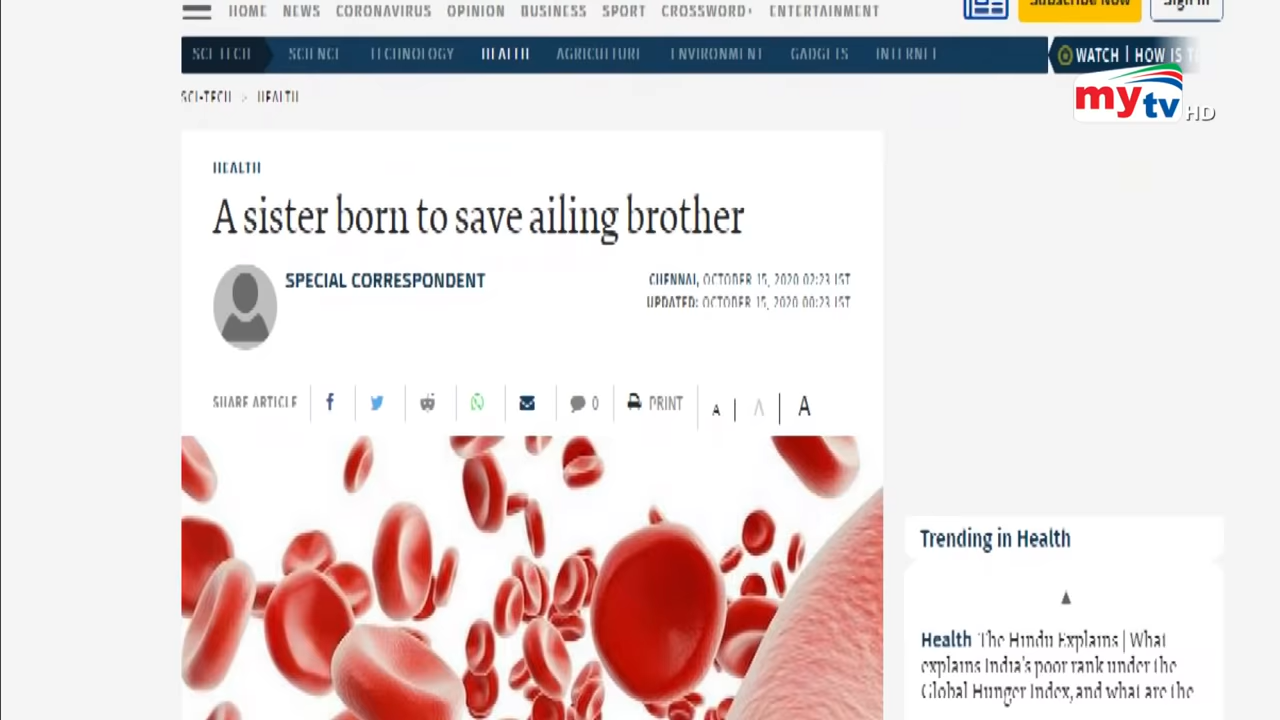 HOME NEWS CORONAVIRUS OPINION BUSINESS SPORT CROSSWORD+ ENTERTAINMENT
Subscribe Now
Sign In
SCI-TECH SCIENCE TECHNOLOGY HEALTH AGRICULTURE ENVIRONMENT GADGETS INTERNET
WATCH | HOW IS
SCI-TECH > HEALTH
mytv HD
HEALTH
A sister born to save ailing brother
SPECIAL CORRESPONDENT
CHENNAI, OCTOBER 15, 2020 02:23 IST
UPDATED: OCTOBER 15, 2020 00:23 IST
SHARE ARTICLE
0
PRINT
A | A | A
Trending in Health
Health The Hindu Explains | What
explains India's poor rank under the
Global Hunger Index, and what are the